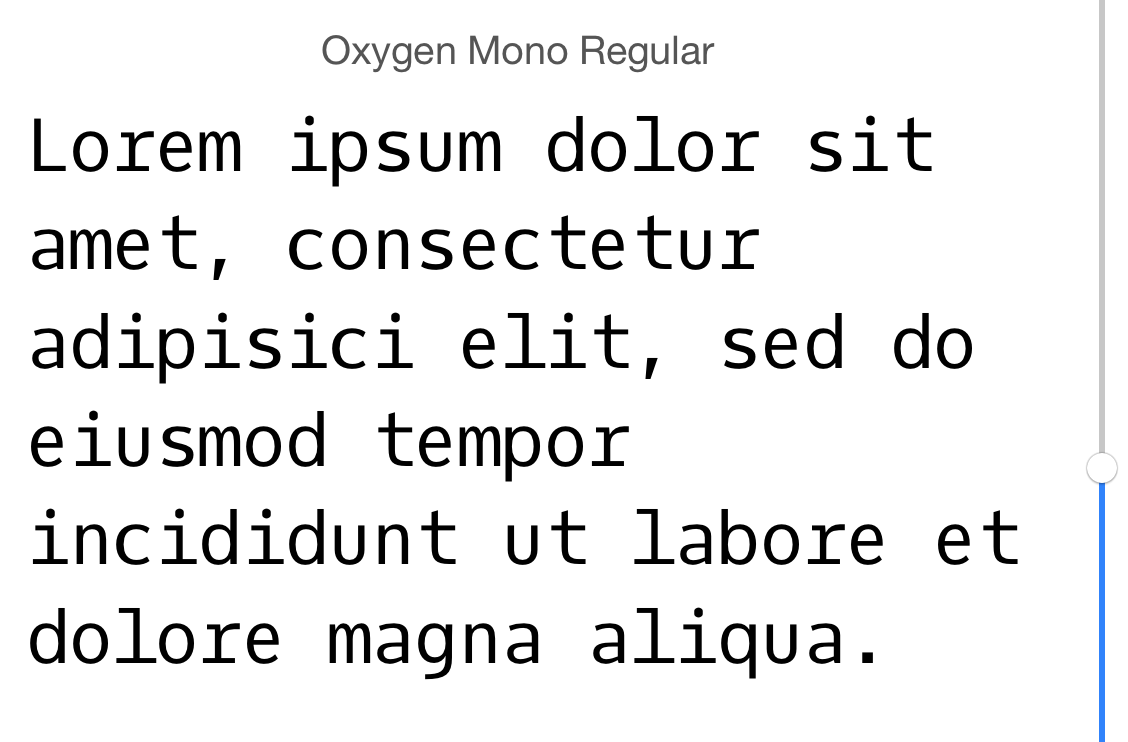 Oxygen Mono Regular
Lorem ipsum dolor sit
amet, consectetur
adipisici elit, sed do
eiusmod tempor
incididunt ut labore et
dolore magna aliqua.